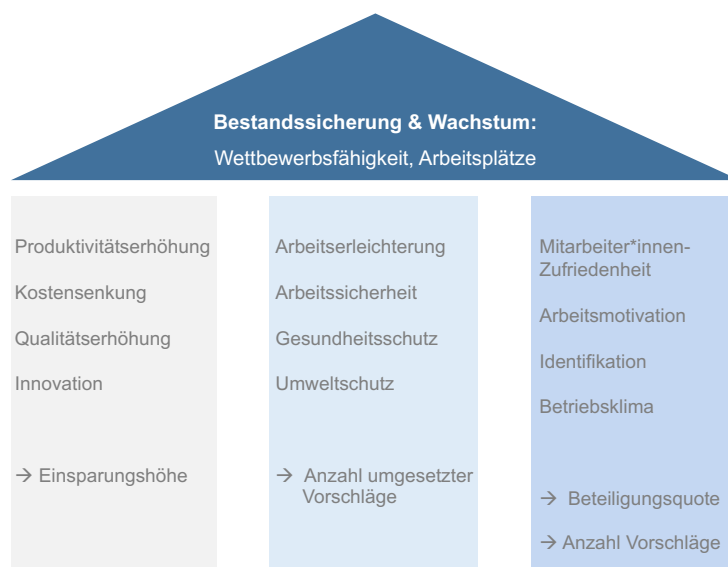 Bestandssicherung & Wachstum:
Wettbewerbsfähigkeit, Arbeitsplätze
Produktivitätserhöhung
Kostensenkung
Qualitätserhöhung
Innovation
→ Einsparungshöhe
Arbeitserleichterung
Arbeitssicherheit
Gesundheitsschutz
Umweltschutz
→ Anzahl umgesetzter
Vorschläge
Mitarbeiter*innen-
Zufriedenheit
Arbeitsmotivation
Identifikation
Betriebsklima
→ Beteiligungsquote
→ Anzahl Vorschläge